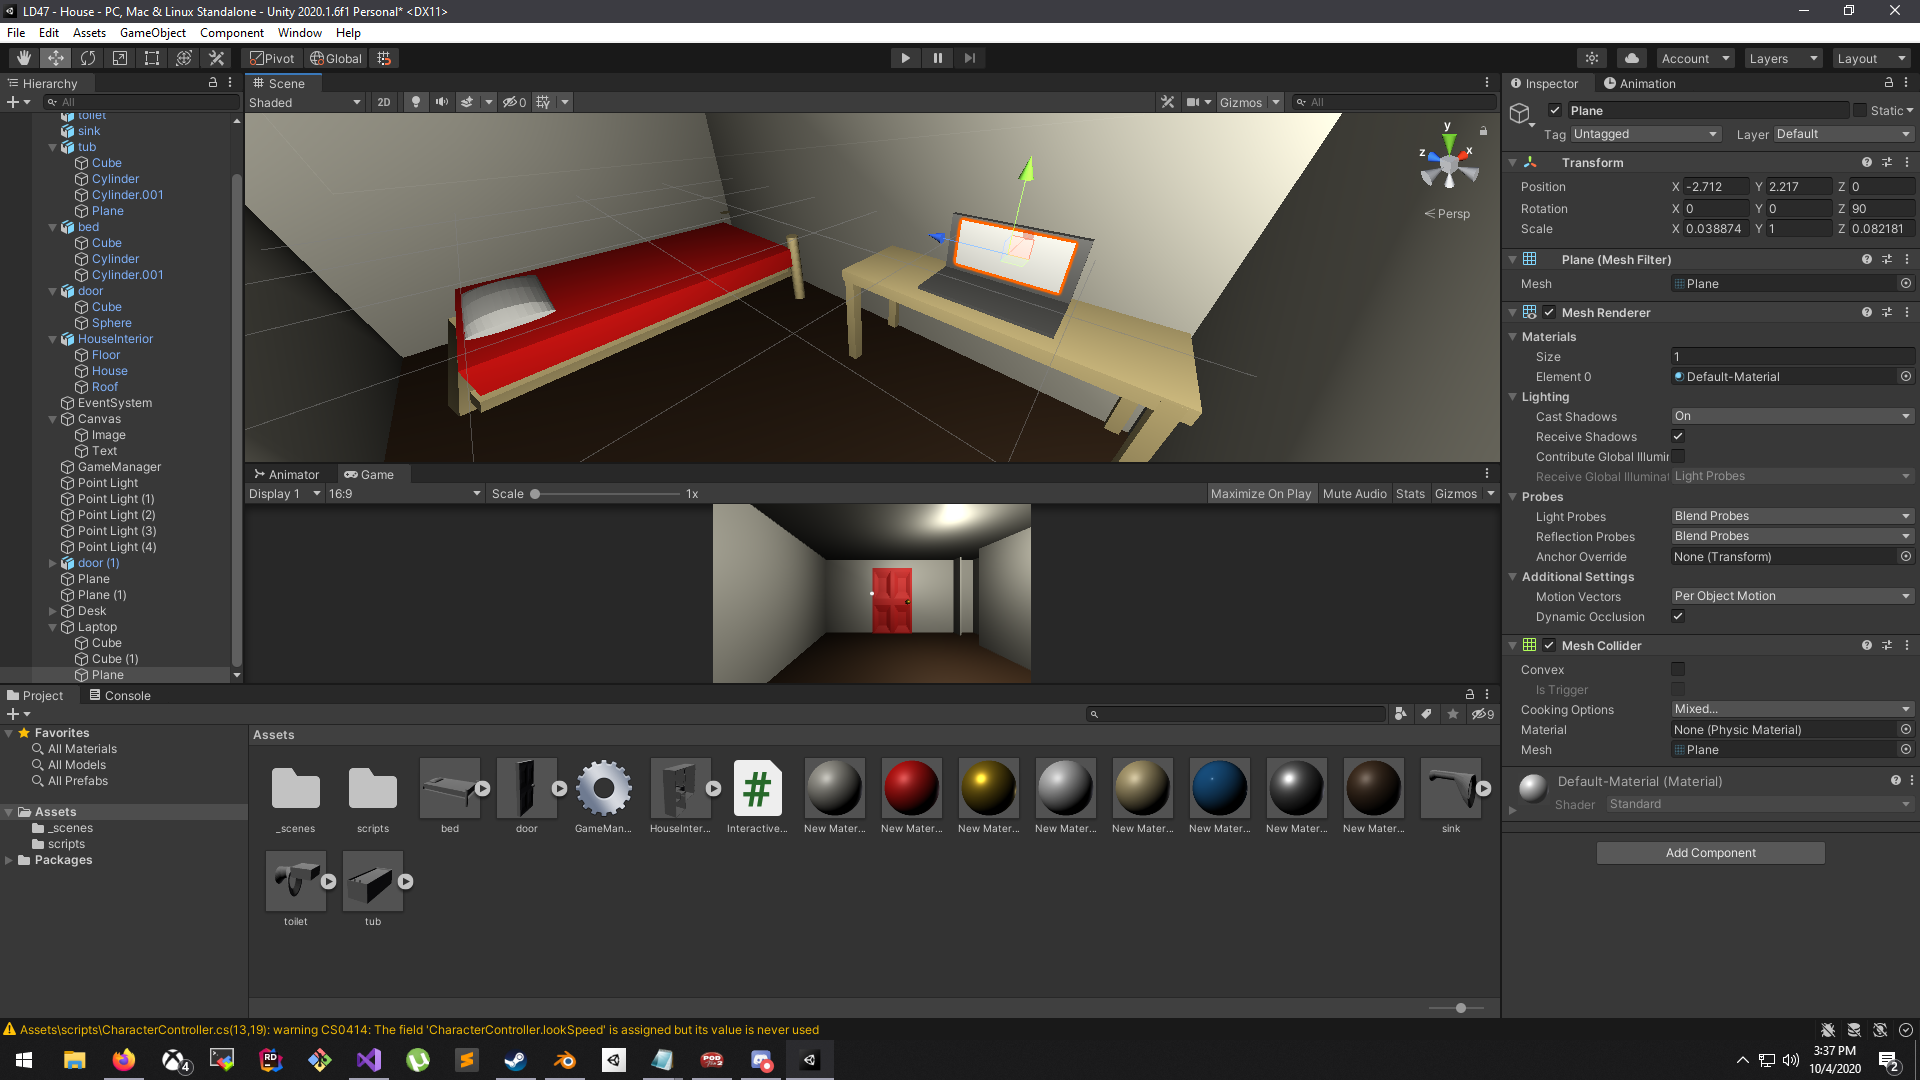 LD47 - House - PC, Mac & Linux Standalone - Unity 2020.1.6f1 Personal* <DX11>
File Edit Assets GameObject Component Window Help
Pivot Global Account Layers Layout
Hierarchy
All
toilet
sink
tub
Cube
Cylinder
Cylinder.001
Plane
bed
Cube
Cylinder
Cylinder.001
door
Cube
Sphere
HouseInterior
Floor
House
Roof
EventSystem
Canvas
Image
Text
GameManager
Point Light
Point Light (1)
Point Light (2)
Point Light (3)
Point Light (4)
door (1)
Plane
Plane (1)
Desk
Laptop
Cube
Cube (1)
Plane
Scene
Shaded 2D 0 Gizmos All
y
z x
Persp
Animator Game
Display 1 16:9 Scale 1x Maximize On Play Mute Audio Stats Gizmos
Inspector Animation
Plane Static
Tag Untagged Layer Default
Transform
Position X -2.712 Y 2.217 Z 0
Rotation X 0 Y 0 Z 90
Scale X 0.038874 Y 1 Z 0.082181
Plane (Mesh Filter)
Mesh Plane
Mesh Renderer
Materials
Size 1
Element 0 Default-Material
Lighting
Cast Shadows On
Receive Shadows
Contribute Global Illumir
Receive Global Illuminat Light Probes
Probes
Light Probes Blend Probes
Reflection Probes Blend Probes
Anchor Override None (Transform)
Additional Settings
Motion Vectors Per Object Motion
Dynamic Occlusion
Mesh Collider
Convex
Is Trigger
Cooking Options Mixed...
Material None (Physic Material)
Mesh Plane
Default-Material (Material)
Shader Standard
Add Component
Project Console
9
Favorites
All Materials
All Models
All Prefabs
Assets
_scenes
scripts
Packages
Assets
#
_scenes scripts bed door GameMan... HouseInter... Interactive... New Mater... New Mater... New Mater... New Mater... New Mater... New Mater... New Mater... New Mater... sink
toilet tub
Assets\scripts\CharacterController.cs(13,19): warning CS0414: The field 'CharacterController.lookSpeed' is assigned but its value is never used
4
RD
POD
3:37 PM
10/4/2020
2